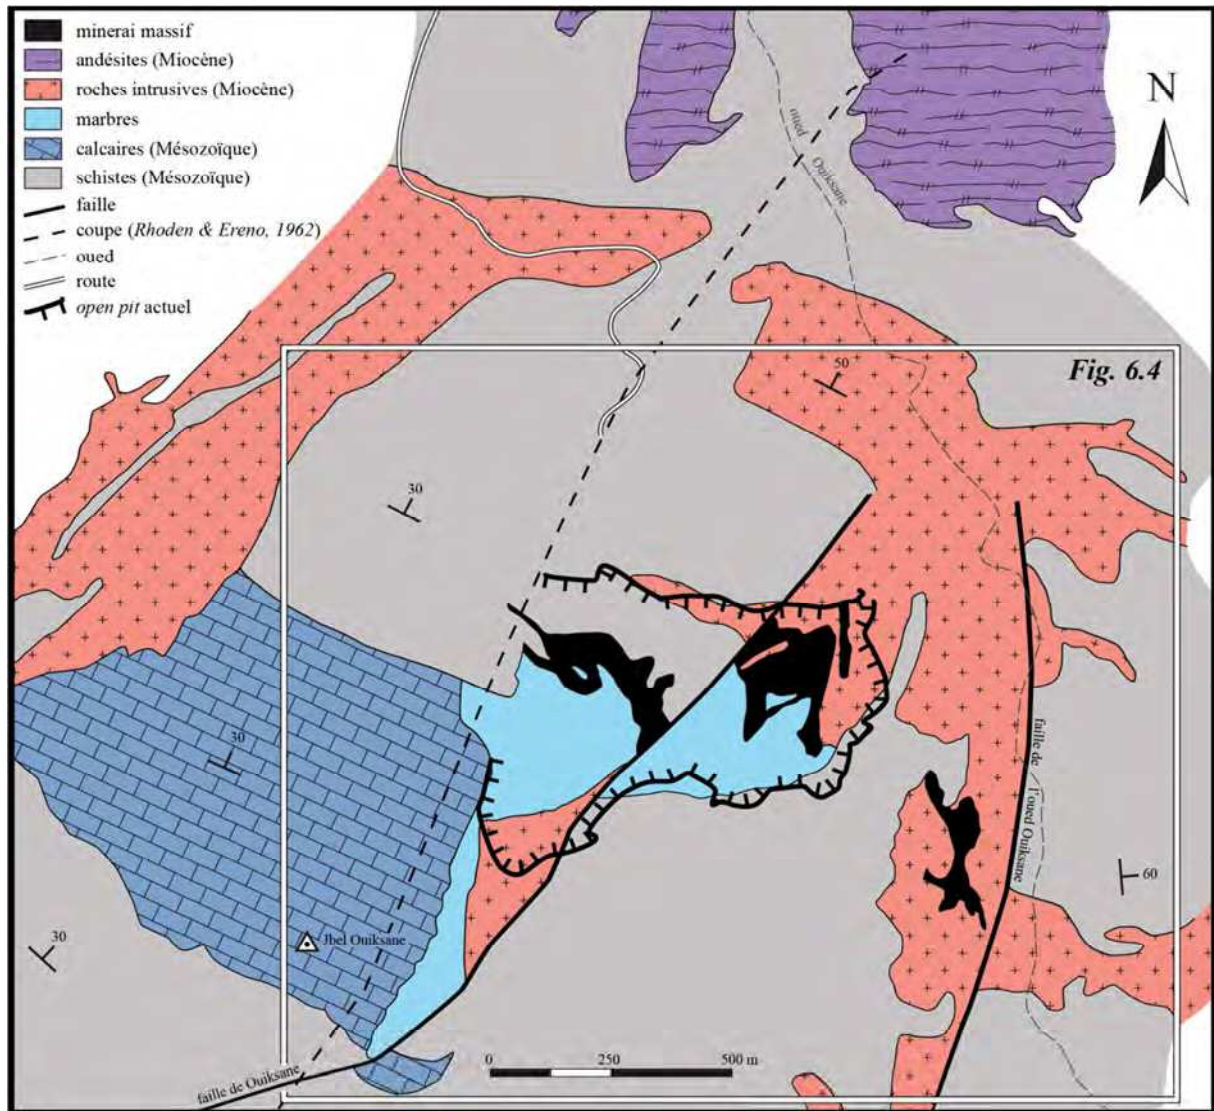 minerai massif
andésites (Miocène)
roches intrusives (Miocène)
marbres
calcaires (Mésozoïque)
schistes (Mésozoïque)
faille
coupe (Rhoden & Ereno, 1962)
oued
route
open pit actuel
N
oued Ouiksane
Fig. 6.4
50
30
30
faille de l'oued Ouiksane
60
30
Jbel Ouiksane
0 250 500 m
faille de Ouiksane